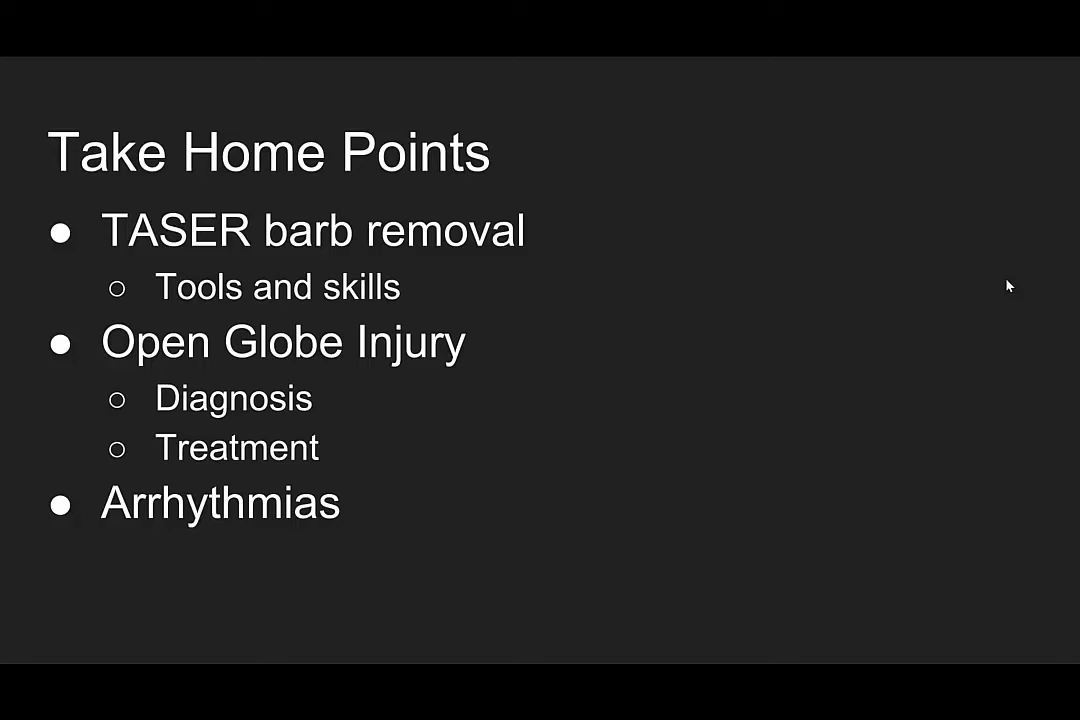 Take Home Points
● TASER barb removal
○ Tools and skills
● Open Globe Injury
○ Diagnosis
○ Treatment
● Arrhythmias